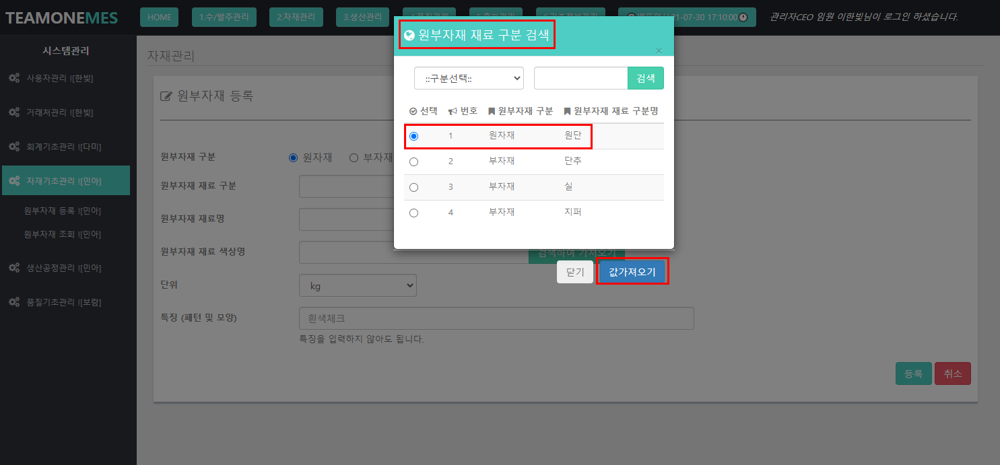 TEAMONEMES
HOME
1.수/발주관리
2.자재관리
3.생산관리
관리자CEO 임원 이한빛님이 로그인 하셨습니다.
시스템관리
사용자관리 ![한빛]
거래처관리 ![한빛]
회계기초관리 ![다미]
자재기초관리 ![민아]
원부자재 등록 ![민아]
원부자재 조회 ![민아]
생산공정관리 ![민아]
품질기초관리 ![보람]
자재관리
원부자재 등록
원부자재 구분
원자재
부자재
원부자재 재료 구분
원부자재 재료명
원부자재 재료 색상명
검색하여 가져오기
단위
kg
특징 (패턴 및 모양)
흰색체크
특징을 입력하지 않아도 됩니다.
등록
취소
원부자재 재료 구분 검색
×
::구분선택::
검색
선택 번호 원부자재 구분 원부자재 재료 구분명
1 원자재 원단
2 부자재 단추
3 부자재 실
4 부자재 지퍼
닫기
값가져오기